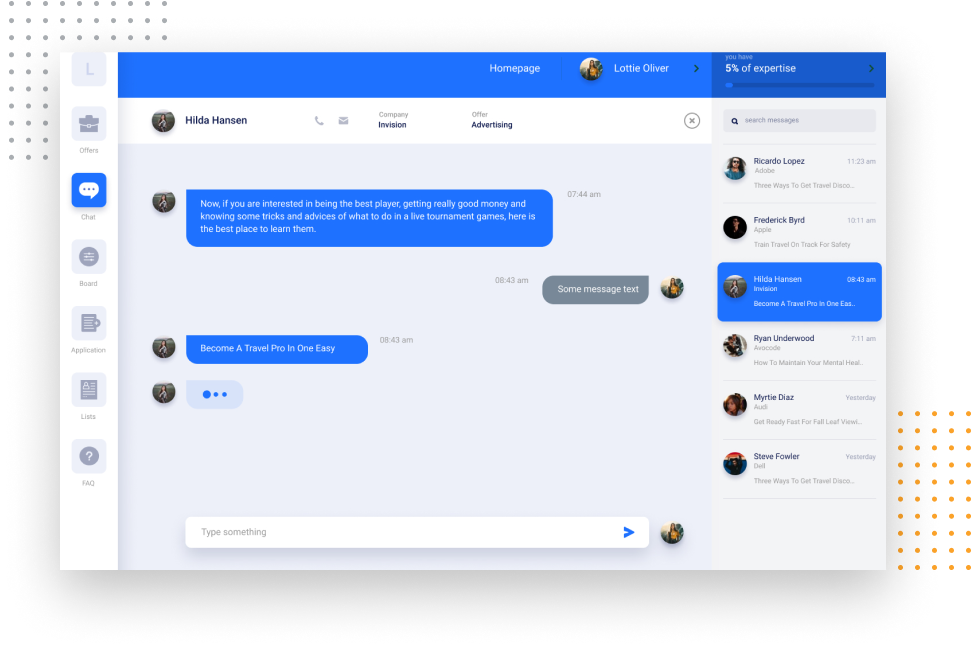 L
Offers
Chat
Board
Application
Lists
FAQ
Homepage
Lottie Oliver
you have
5% of expertise
Hilda Hansen
Company
Invision
Offer
Advertising
07:44 am
Now, if you are interested in being the best player, getting really good money and
knowing some tricks and advices of what to do in a live tournament games, here is
the best place to learn them.
08:43 am
Some message text
Become A Travel Pro In One Easy
08:43 am
Type something
search messages
Ricardo Lopez
11:23 am
Adobe
Three Ways To Get Travel Disco...
Frederick Byrd
10:11 am
Apple
Train Travel On Track For Safety
Hilda Hansen
08:43 am
Invision
Become A Travel Pro In One Eas..
Ryan Underwood
7:11 am
Avocode
How To Maintain Your Mental Heal..
Myrtie Diaz
Yesterday
Audi
Get Ready Fast For Fall Leaf Viewi...
Steve Fowler
Yesterday
Dell
Three Ways To Get Travel Disco...